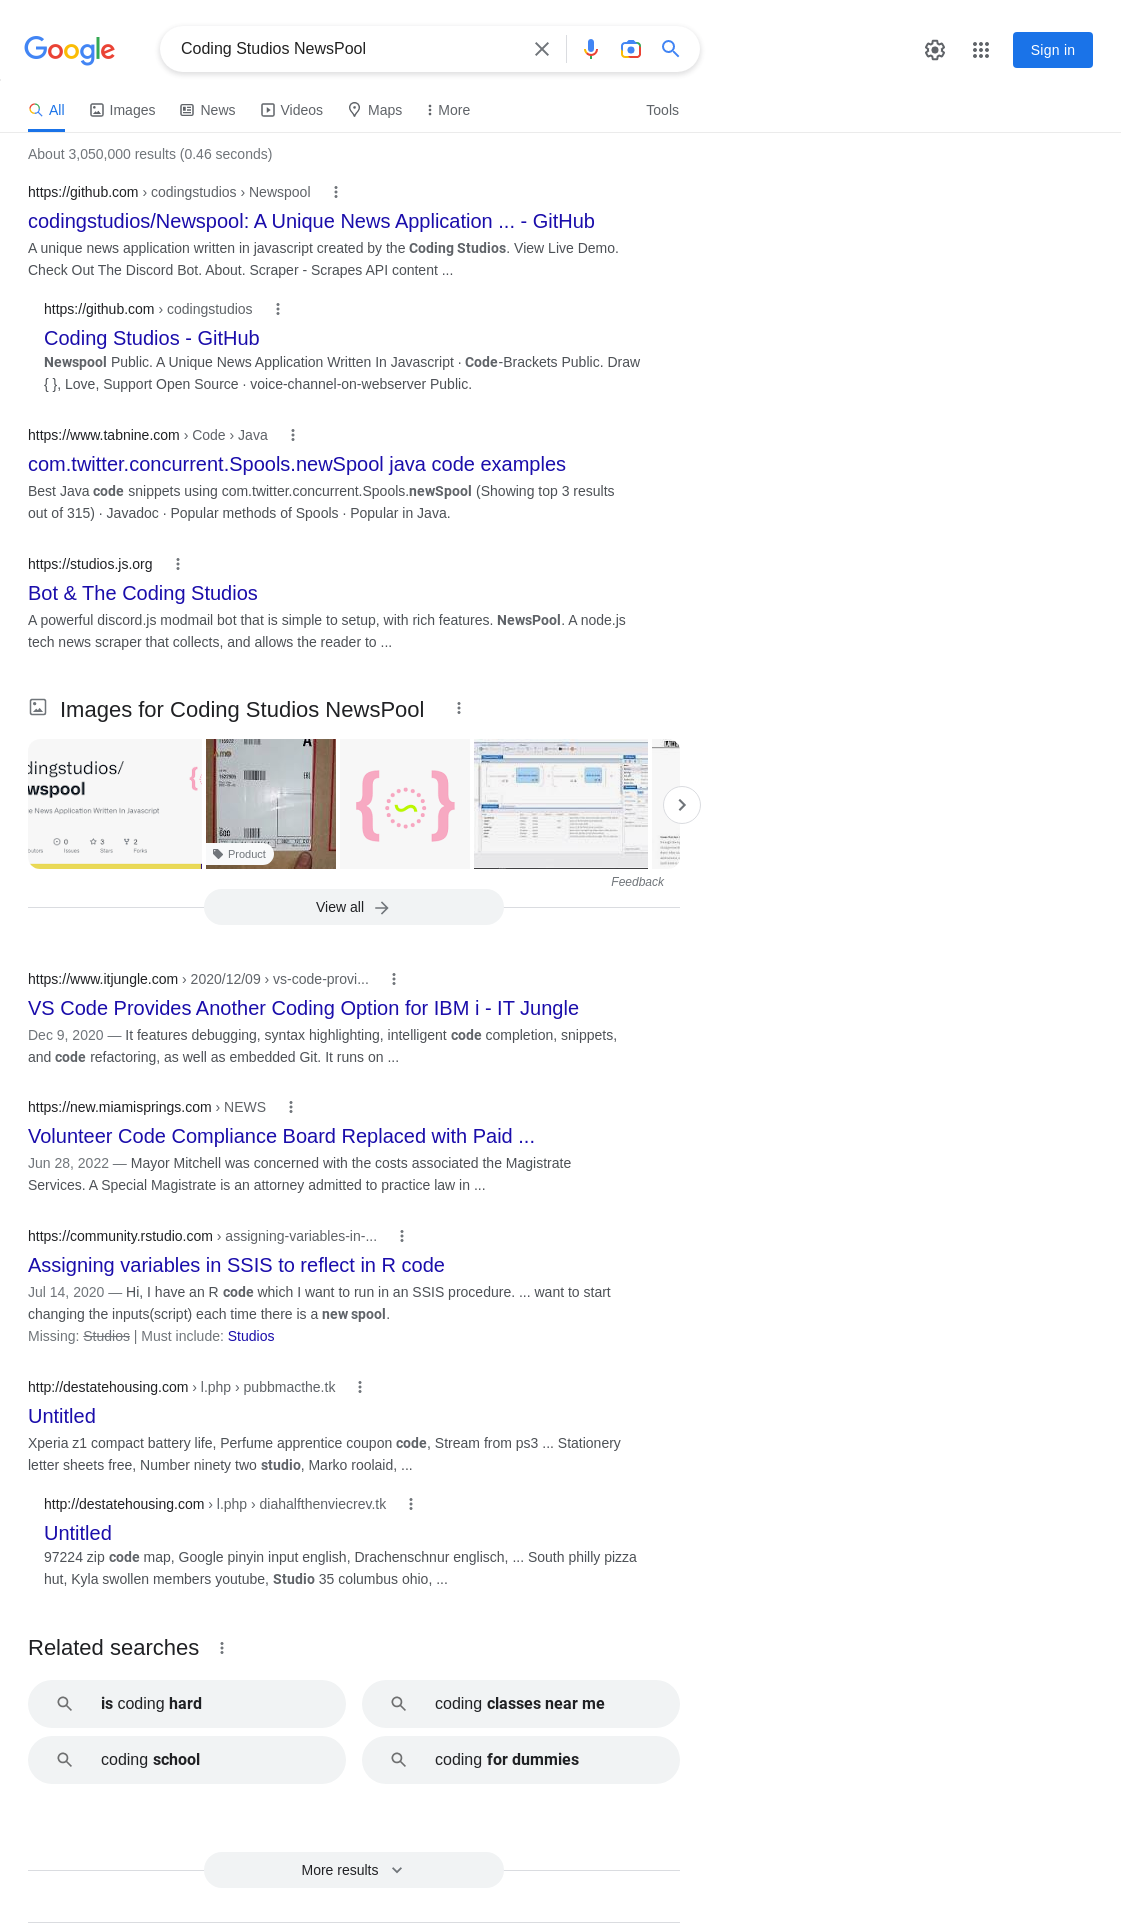 Google
Coding Studios NewsPool
Sign in
All Images News Videos Maps More Tools
About 3,050,000 results (0.46 seconds)
https://github.com › codingstudios › Newspool
codingstudios/Newspool: A Unique News Application ... - GitHub
A unique news application written in javascript created by the Coding Studios. View Live Demo.
Check Out The Discord Bot. About. Scraper - Scrapes API content ...
https://github.com › codingstudios
Coding Studios - GitHub
Newspool Public. A Unique News Application Written In Javascript · Code-Brackets Public. Draw
{ }, Love, Support Open Source · voice-channel-on-webserver Public.
https://www.tabnine.com › Code › Java
com.twitter.concurrent.Spools.newSpool java code examples
Best Java code snippets using com.twitter.concurrent.Spools.newSpool (Showing top 3 results
out of 315) · Javadoc · Popular methods of Spools · Popular in Java.
https://studios.js.org
Bot & The Coding Studios
A powerful discord.js modmail bot that is simple to setup, with rich features. NewsPool. A node.js
tech news scraper that collects, and allows the reader to ...
Images for Coding Studios NewsPool
dingstudios/
wspool
e News Application Written In Javascript
0 3 2
butors Issues Stars Forks
Product
Feedback
View all
https://www.itjungle.com › 2020/12/09 › vs-code-provi...
VS Code Provides Another Coding Option for IBM i - IT Jungle
Dec 9, 2020 — It features debugging, syntax highlighting, intelligent code completion, snippets,
and code refactoring, as well as embedded Git. It runs on ...
https://new.miamisprings.com › NEWS
Volunteer Code Compliance Board Replaced with Paid ...
Jun 28, 2022 — Mayor Mitchell was concerned with the costs associated the Magistrate
Services. A Special Magistrate is an attorney admitted to practice law in ...
https://community.rstudio.com › assigning-variables-in-...
Assigning variables in SSIS to reflect in R code
Jul 14, 2020 — Hi, I have an R code which I want to run in an SSIS procedure. ... want to start
changing the inputs(script) each time there is a new spool.
Missing: Studios | Must include: Studios
http://destatehousing.com › l.php › pubbmacthe.tk
Untitled
Xperia z1 compact battery life, Perfume apprentice coupon code, Stream from ps3 ... Stationery
letter sheets free, Number ninety two studio, Marko roolaid, ...
http://destatehousing.com › l.php › diahalfthenviecrev.tk
Untitled
97224 zip code map, Google pinyin input english, Drachenschnur englisch, ... South philly pizza
hut, Kyla swollen members youtube, Studio 35 columbus ohio, ...
Related searches
is coding hard
coding classes near me
coding school
coding for dummies
More results